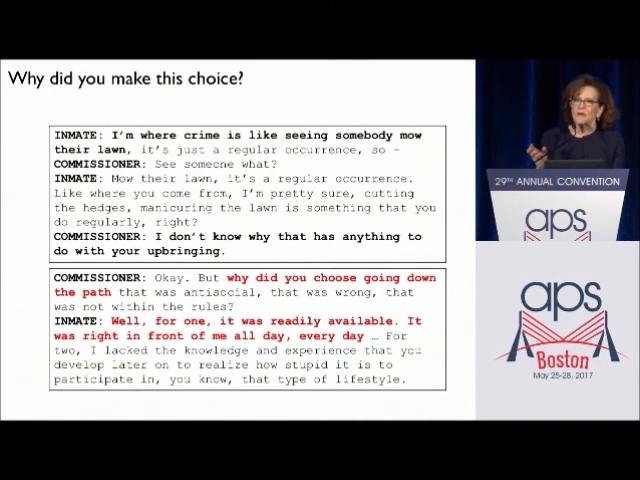 Why did you make this choice?
INMATE: I'm where crime is like seeing somebody mow
their lawn, it's just a regular occurrence, so -
COMMISSIONER: See someone what?
INMATE: Mow their lawn, it's a regular occurrence.
Like where you come from, I'm pretty sure, cutting
the hedges, manicuring the lawn is something that you
do regularly, right?
COMMISSIONER: I don't know why that has anything to
do with your upbringing.
COMMISSIONER: Okay. But why did you choose going down
the path that was antisocial, that was wrong, that
was not within the rules?
INMATE: Well, for one, it was readily available. It
was right in front of me all day, every day … For
two, I lacked the knowledge and experience that you
develop later on to realize how stupid it is to
participate in, you know, that type of lifestyle.
29TH ANNUAL CONVENTION
aps
aps
Boston
May 25-28, 2017